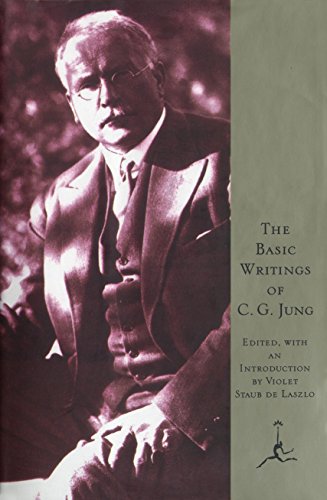 The
Basic
Writings
of
C. G. Jung
Edited, with
an
Introduction
by Violet
Staub de Laszlo